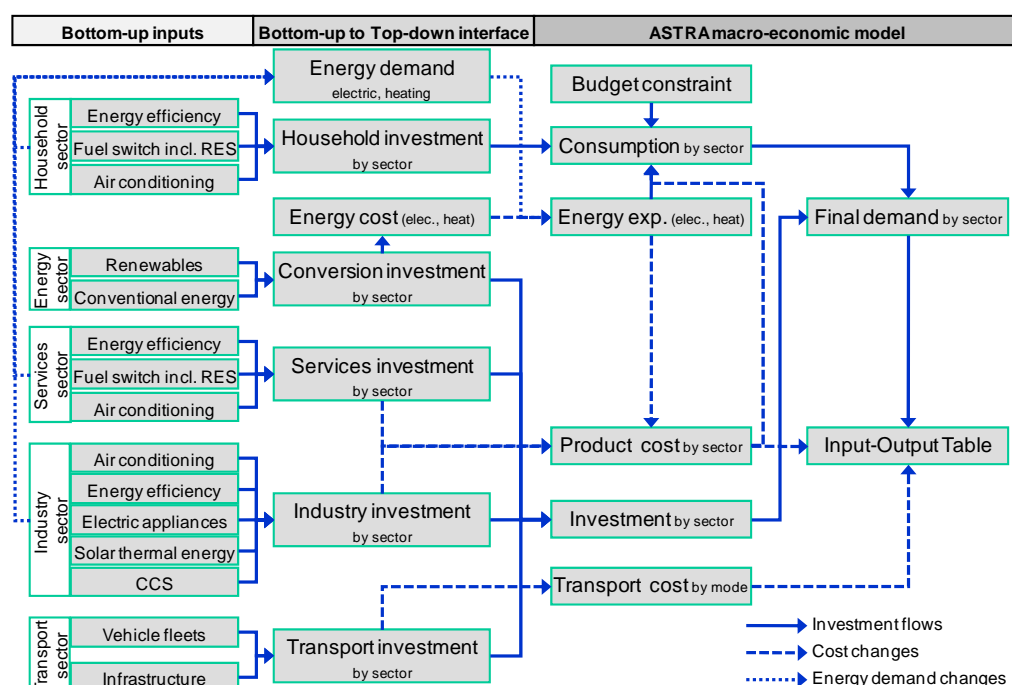 Bottom-up inputs
Bottom-up to Top-down interface
ASTRA macro-economic model
Household
sector
Energy efficiency
Fuel switch incl. RES
Air conditioning
Energy
sector
Renewables
Conventional energy
Services
sector
Energy efficiency
Fuel switch incl. RES
Air conditioning
Industry
sector
Air conditioning
Energy efficiency
Electric appliances
Solar thermal energy
CCS
Transport
sector
Vehicle fleets
Infrastructure
Energy demand
electric, heating
Household investment
by sector
Energy cost (elec., heat)
Conversion investment
by sector
Services investment
by sector
Industry investment
by sector
Transport investment
by sector
Budget constraint
Consumption by sector
Energy exp. (elec., heat)
Product cost by sector
Investment by sector
Transport cost by mode
Final demand by sector
Input-Output Table
Investment flows
Cost changes
Energy demand changes